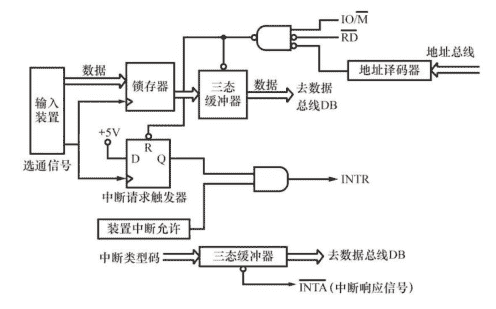 IO/M̅
R̅D̅
地址总线
地址译码器
数据
锁存器
三态
缓冲器
数据
去数据
总线DB
输入
装置
+5V
R
D
Q
选通信号
中断请求触发器
INTR
装置中断允许
中断类型码
三态缓冲器
去数据总线DB
I̅N̅T̅A̅(中断响应信号)